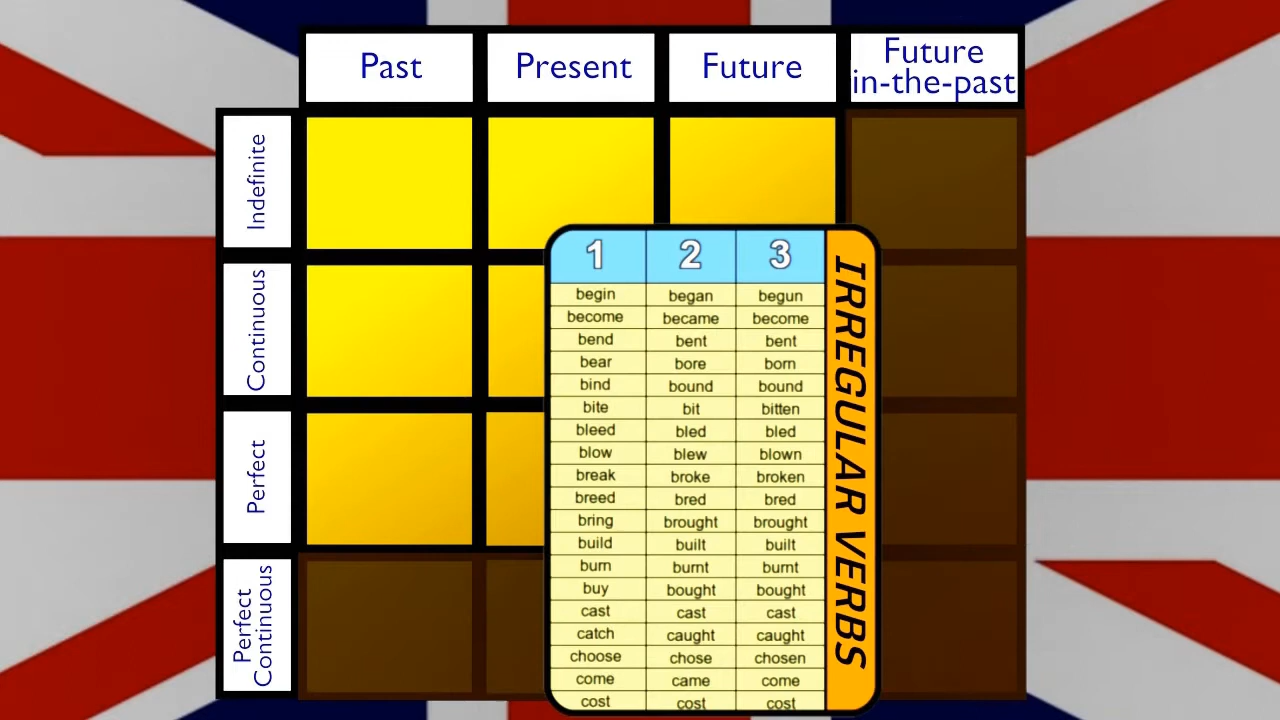 Past Present Future Future
in-the-past
Indefinite
Continuous
Perfect
Perfect
Continuous
1 2 3
begin began begun
become became become
bend bent bent
bear bore born
bind bound bound
bite bit bitten
bleed bled bled
blow blew blown
break broke broken
breed bred bred
bring brought brought
build built built
burn burnt burnt
buy bought bought
cast cast cast
catch caught caught
choose chose chosen
come came come
cost cost cost
IRREGULAR VERBS